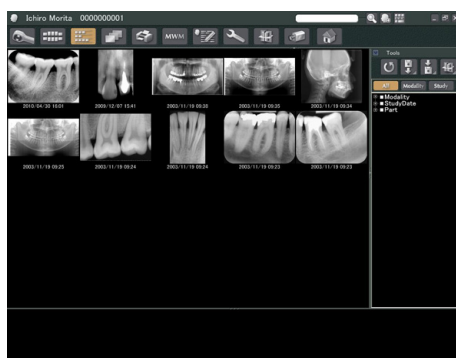 Ichiro Morita 0000000001
MWM
Tools
2010/04/30 16:01
2009/12/07 15:41
2003/11/19 09:36
2003/11/19 09:35
2003/11/19 09:34
All
Modality
Study
Modality
StudyDate
Part
2003/11/19 09:25
2003/11/19 09:24
2003/11/19 09:24
2003/11/19 09:23
2003/11/19 09:23